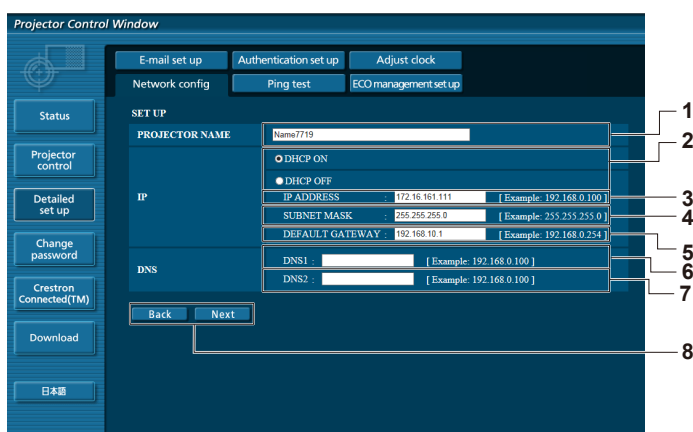 Projector Control Window
E-mail set up
Authentication set up
Adjust clock
Network config
Ping test
ECO management set up
Status
Projector
control
Detailed
set up
Change
password
Crestron
Connected(TM)
Download
日本語
SET UP
PROJECTOR NAME
Name7719
IP
DHCP ON
DHCP OFF
IP ADDRESS : 172.16.161.111 [ Example: 192.168.0.100 ]
SUBNET MASK : 255.255.255.0 [ Example: 255.255.255.0 ]
DEFAULT GATEWAY : 192.168.10.1 [ Example: 192.168.0.254 ]
DNS
DNS1 : [ Example: 192.168.0.100 ]
DNS2 : [ Example: 192.168.0.100 ]
Back
Next
1
2
3
4
5
6
7
8